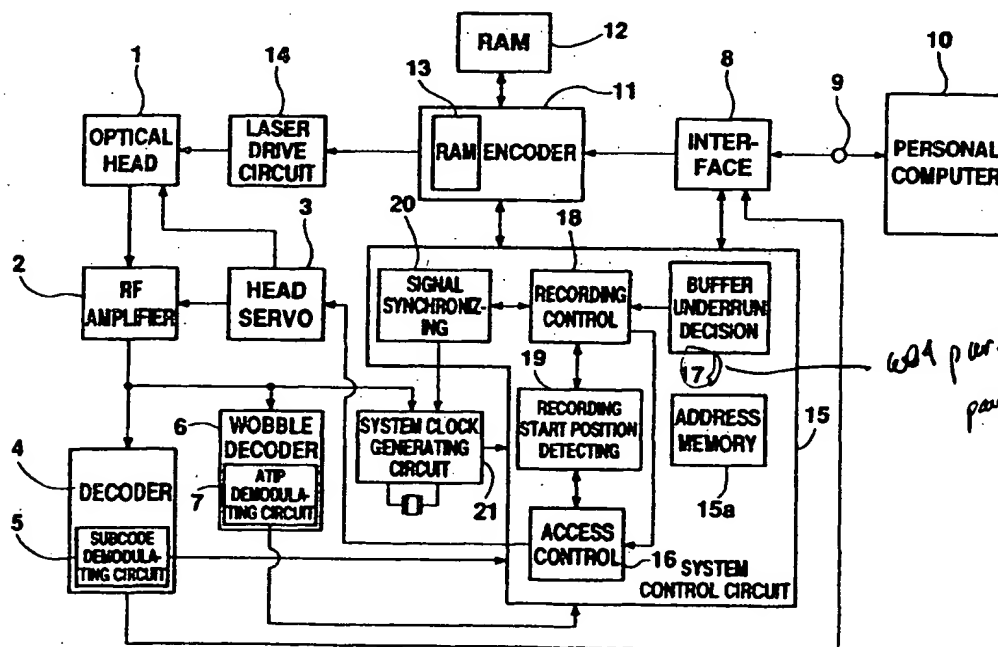 12
RAM
1
14
13
11
8
10
9
OPTICAL
HEAD
LASER
DRIVE
CIRCUIT
RAM
ENCODER
INTER-
FACE
PERSONAL
COMPUTER
3
20
18
2
RF
AMPLIFIER
HEAD
SERVO
SIGNAL
SYNCHRONIZ-
ING
RECORDING
CONTROL
BUFFER
UNDERRUN
DECISION
17
19
6
WOBBLE
DECODER
SYSTEM CLOCK
GENERATING
CIRCUIT
RECORDING
START POSITION
DETECTING
ADDRESS
MEMORY
15
4
DECODER
7
ATIP
DEMODULA-
TING CIRCUIT
21
15a
5
SUBCODE
DEMODULA-
TING CIRCUIT
ACCESS
CONTROL
16
SYSTEM
CONTROL CIRCUIT